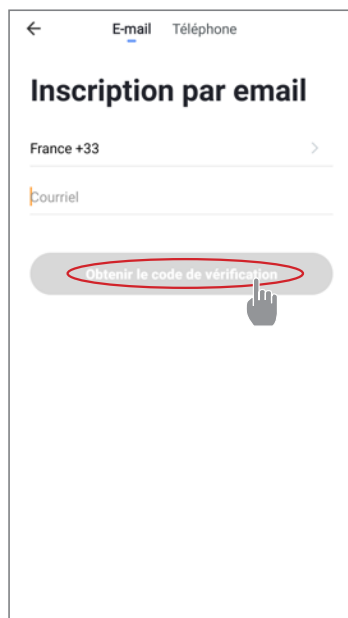 E-mail Téléphone
Inscription par email
France +33
Courriel
Obtenir le code de vérification